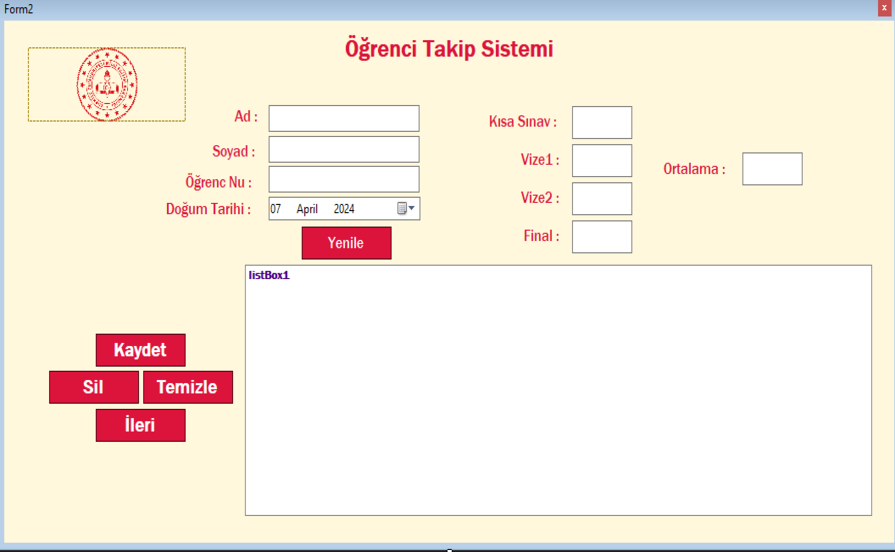 Form2
x
Öğrenci Takip Sistemi
Ad :
Soyad :
Öğrenc Nu :
Doğum Tarihi :
07 April 2024
Yenile
Kısa Sınav :
Vize1 :
Vize2 :
Final :
Ortalama :
listBox1
Kaydet
Sil
Temizle
İleri